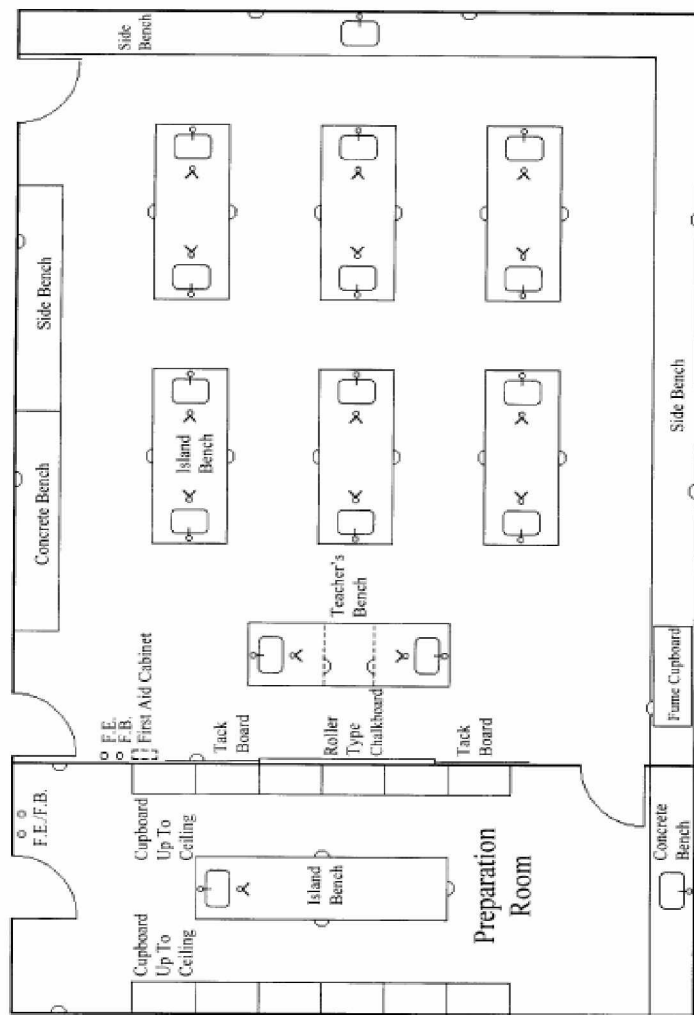 Side
Bench
Side Bench
Concrete Bench
Island
Bench
Side Bench
Teacher's
Bench
F.E.
F.B.
First Aid Cabinet
Tack
Board
Roller
Type
Chalkboard
Tack
Board
Fume Cupboard
F.E./F.B.
Cupboard
Up To
Ceiling
Cupboard
Up To
Ceiling
Island
Bench
Preparation
Room
Concrete
Bench